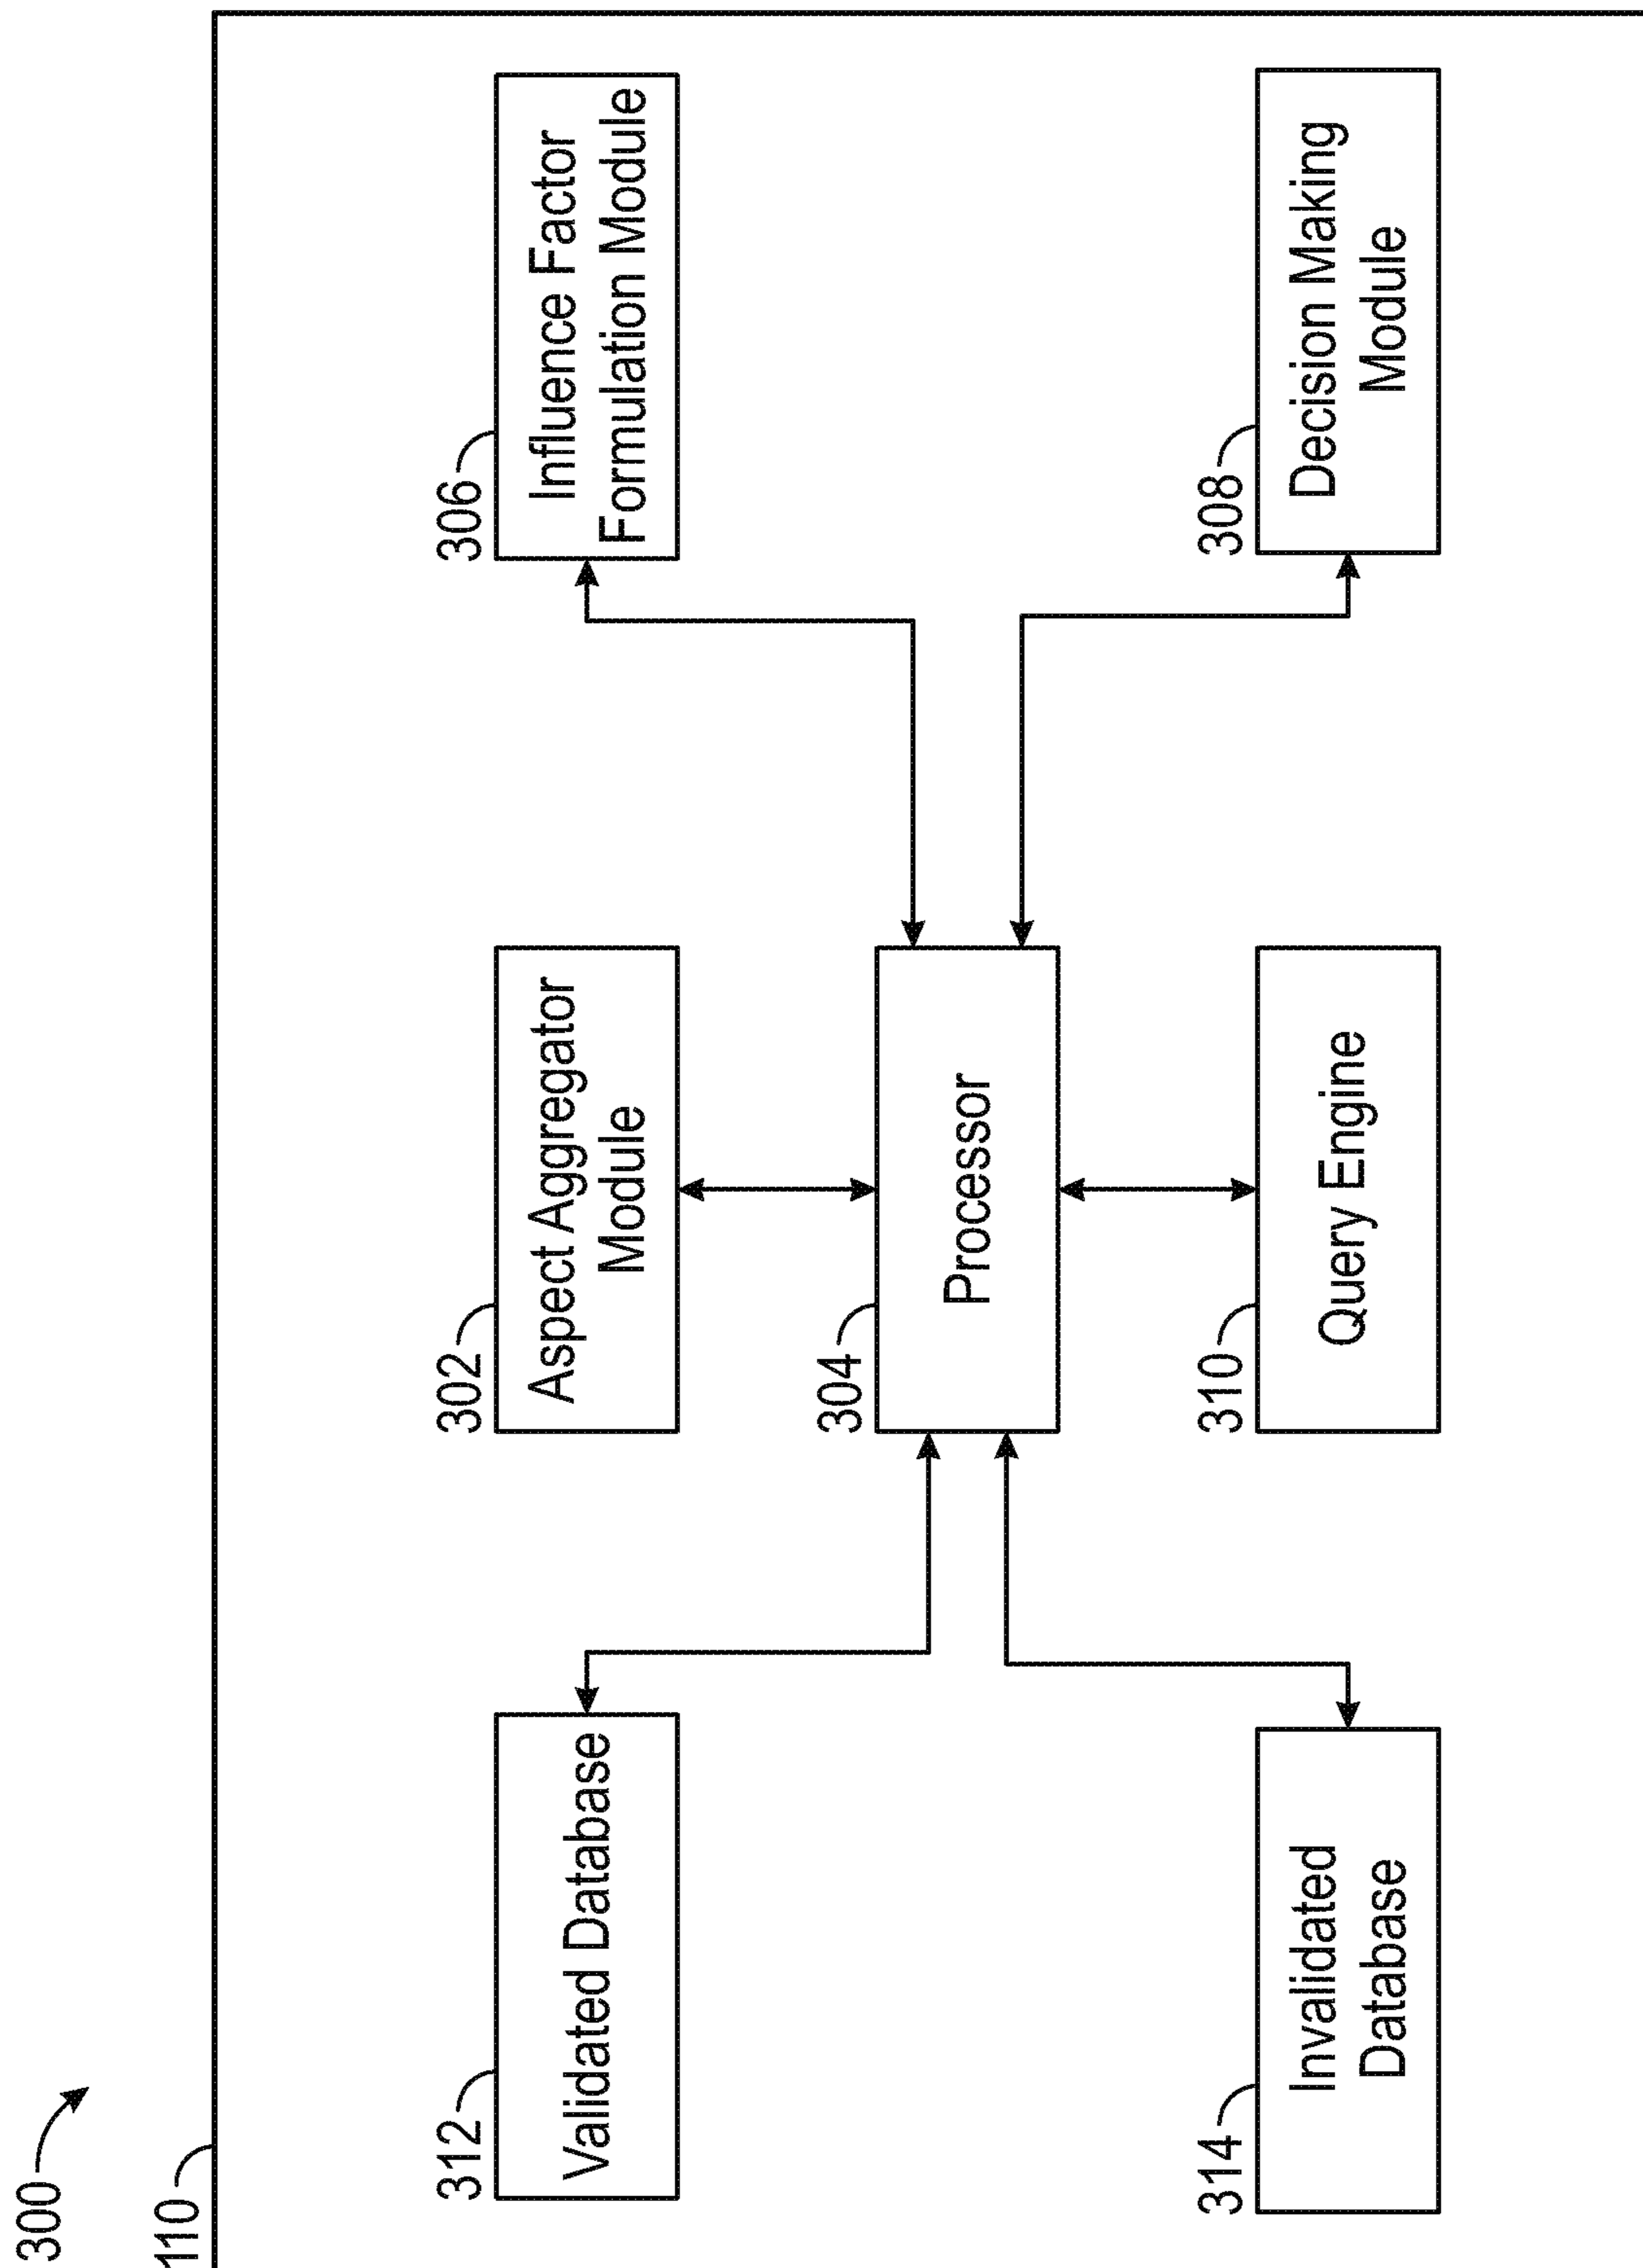 300
110
312
Validated Database
302
Aspect Aggregator
Module
306
Influence Factor
Formulation Module
304
Processor
314
Invalidated
Database
310
Query Engine
308
Decision Making
Module